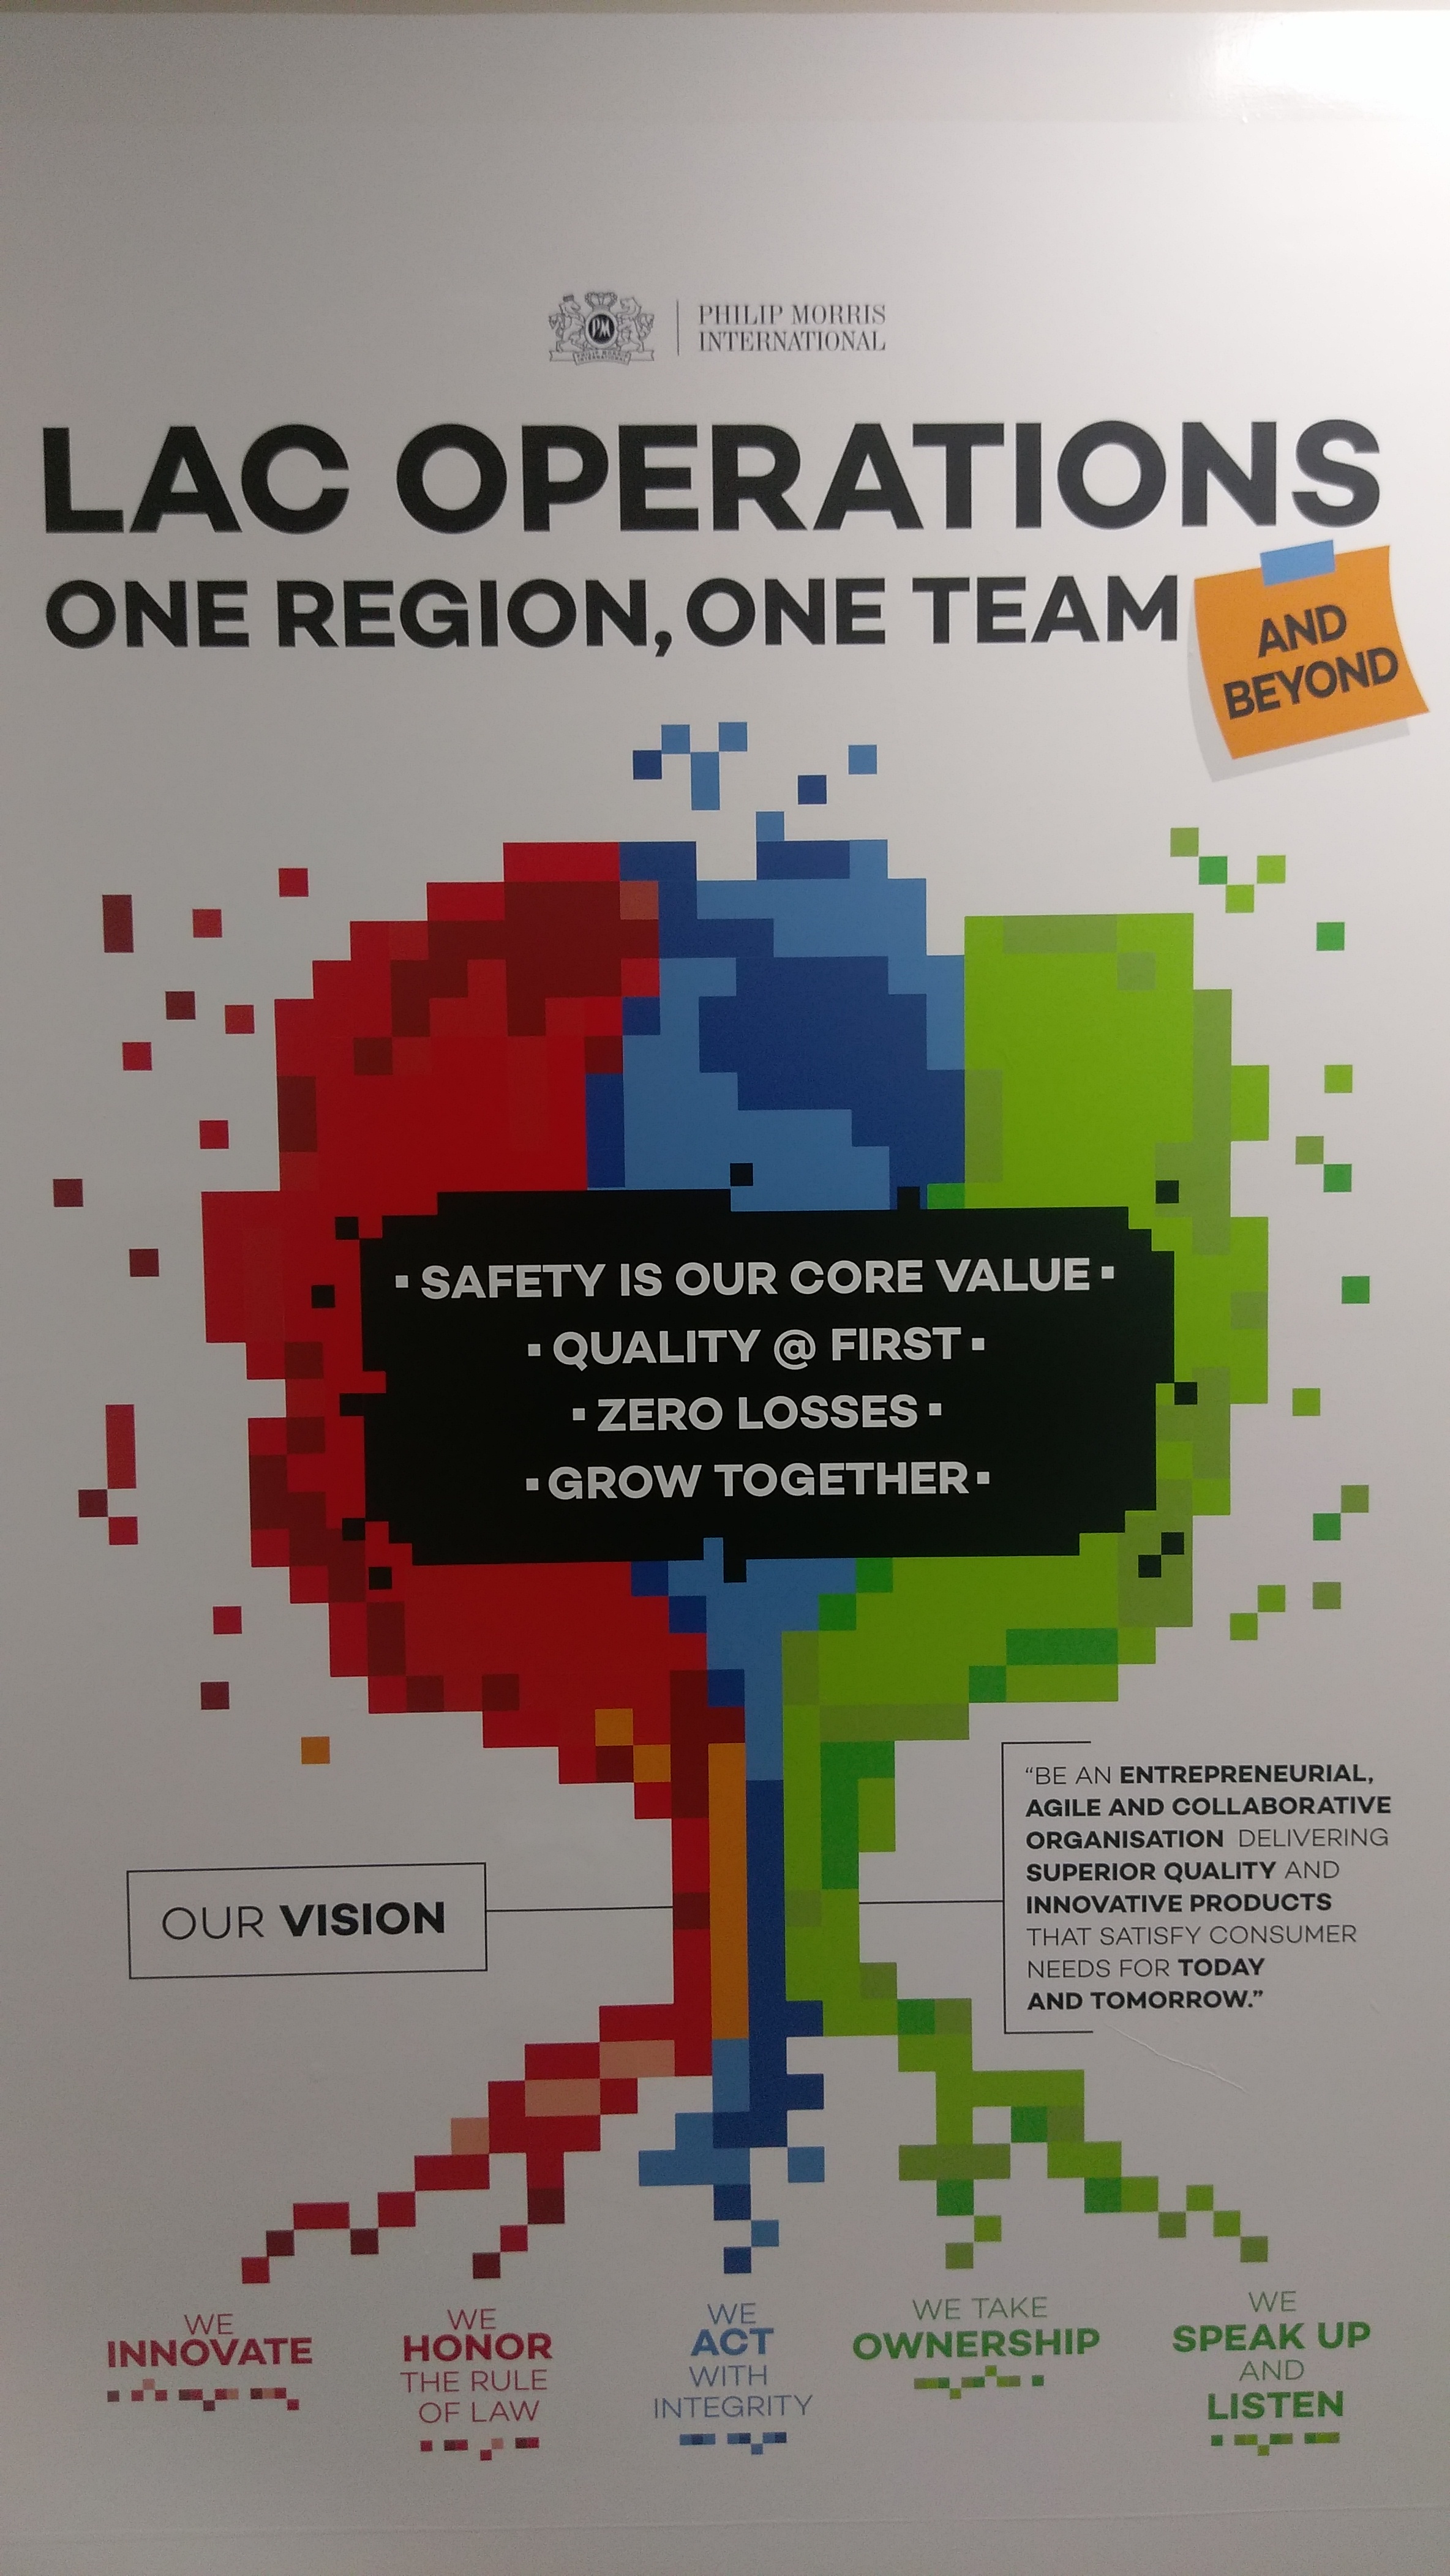 PHILIP MORRIS
INTERNATIONAL
LAC OPERATIONS
ONE REGION, ONE TEAM
AND
BEYOND
▪ SAFETY IS OUR CORE VALUE ▪
▪ QUALITY @ FIRST ▪
▪ ZERO LOSSES ▪
▪ GROW TOGETHER ▪
OUR VISION
“BE AN ENTREPRENEURIAL,
AGILE AND COLLABORATIVE
ORGANISATION DELIVERING
SUPERIOR QUALITY AND
INNOVATIVE PRODUCTS
THAT SATISFY CONSUMER
NEEDS FOR TODAY
AND TOMORROW.”
WE
INNOVATE
WE
HONOR
THE RULE
OF LAW
WE
ACT
WITH
INTEGRITY
WE TAKE
OWNERSHIP
WE
SPEAK UP
AND
LISTEN